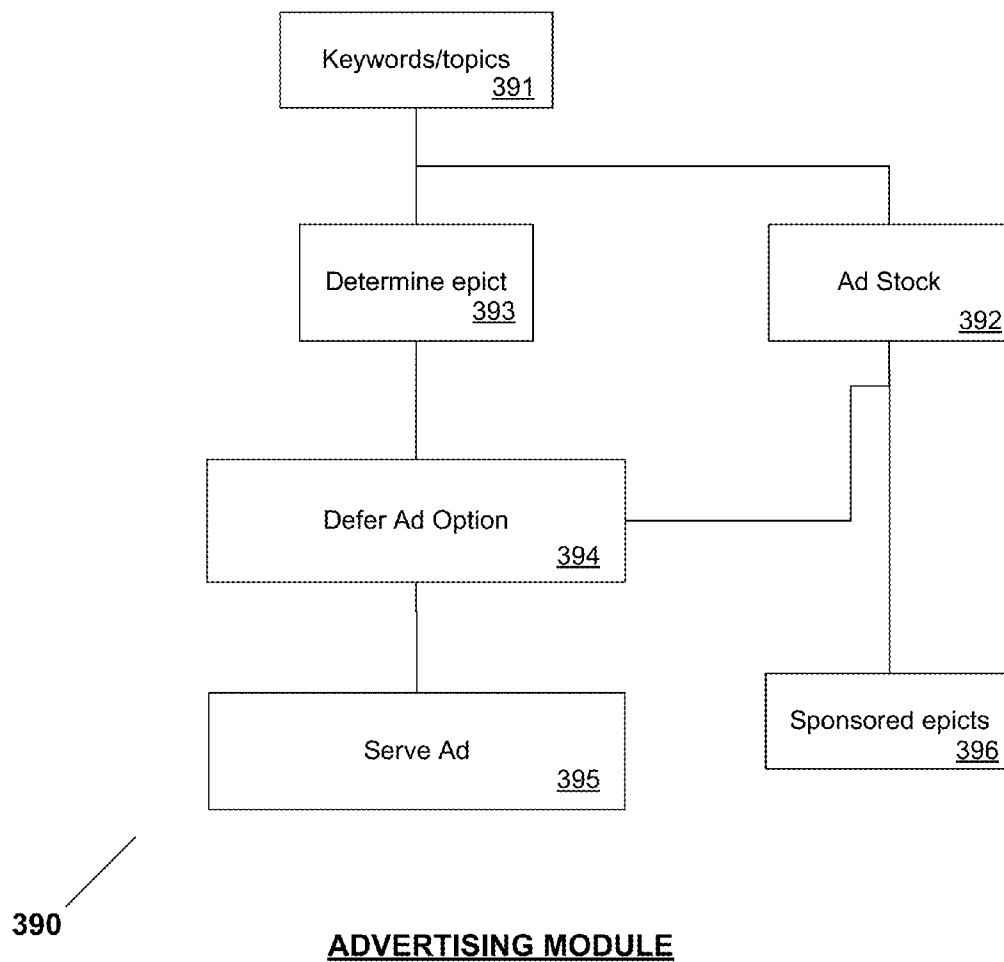 Keywords/topics
391
Determine epict
393
Ad Stock
392
Defer Ad Option
394
Serve Ad
395
Sponsored epicts
396
390
ADVERTISING MODULE